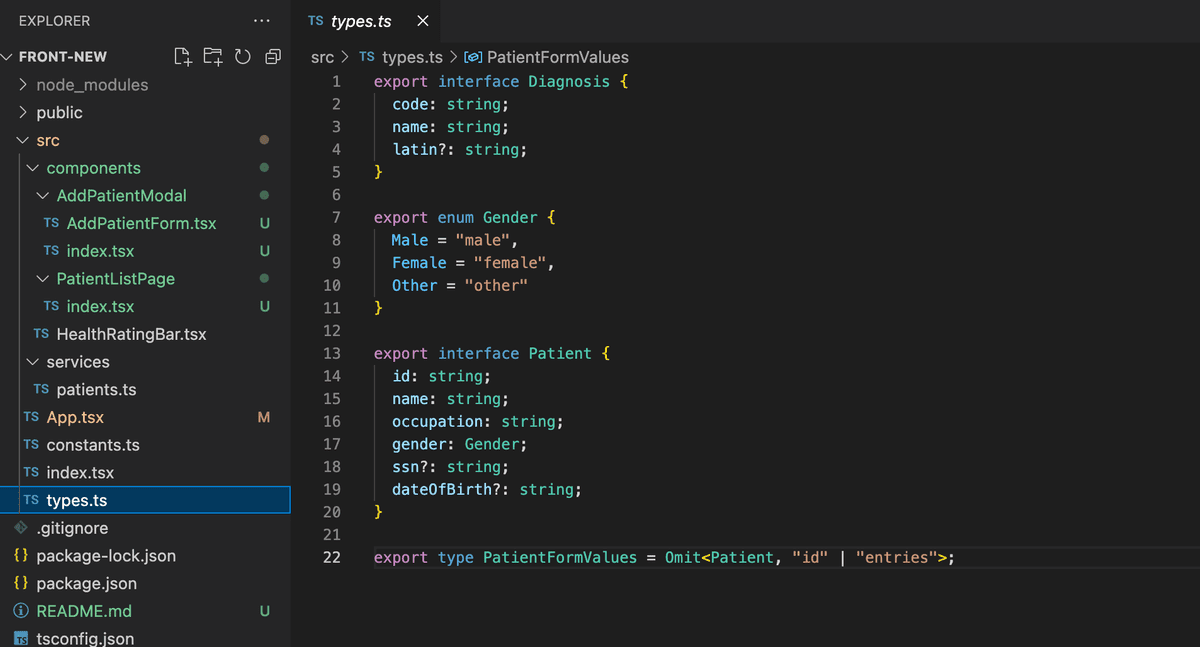 EXPLORER
FRONT-NEW
node_modules
public
src
components
AddPatientModal
TS AddPatientForm.tsx U
TS index.tsx U
PatientListPage
TS index.tsx U
TS HealthRatingBar.tsx
services
TS patients.ts
TS App.tsx M
TS constants.ts
TS index.tsx
TS types.ts
.gitignore
{} package-lock.json
{} package.json
README.md U
TS tsconfig.json
TS types.ts
src > TS types.ts > PatientFormValues
1 export interface Diagnosis {
2 code: string;
3 name: string;
4 latin?: string;
5 }
6
7 export enum Gender {
8 Male = "male",
9 Female = "female",
10 Other = "other"
11 }
12
13 export interface Patient {
14 id: string;
15 name: string;
16 occupation: string;
17 gender: Gender;
18 ssn?: string;
19 dateOfBirth?: string;
20 }
21
22 export type PatientFormValues = Omit<Patient, "id" | "entries">;